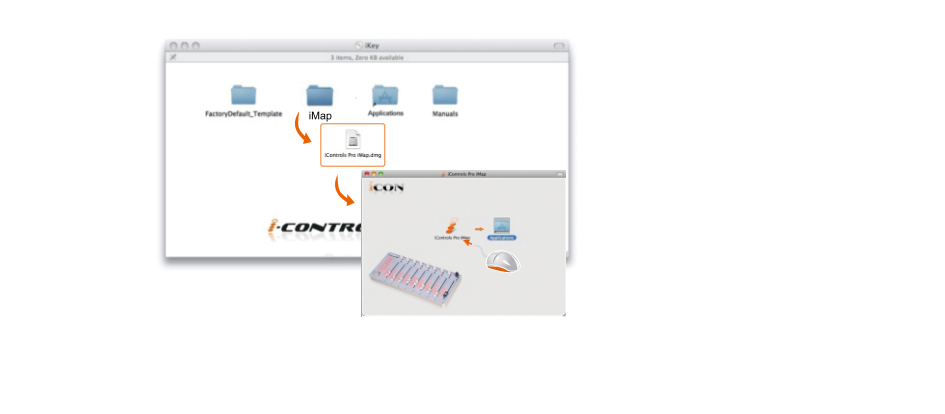 iKey
3 items, Zero KB available
FactoryDefault_Template
iMap
Applications
Manuals
iControls Pro iMap.dmg
iControls Pro iMap
iCON
iControls Pro iMap
Applications
i-CONTRO